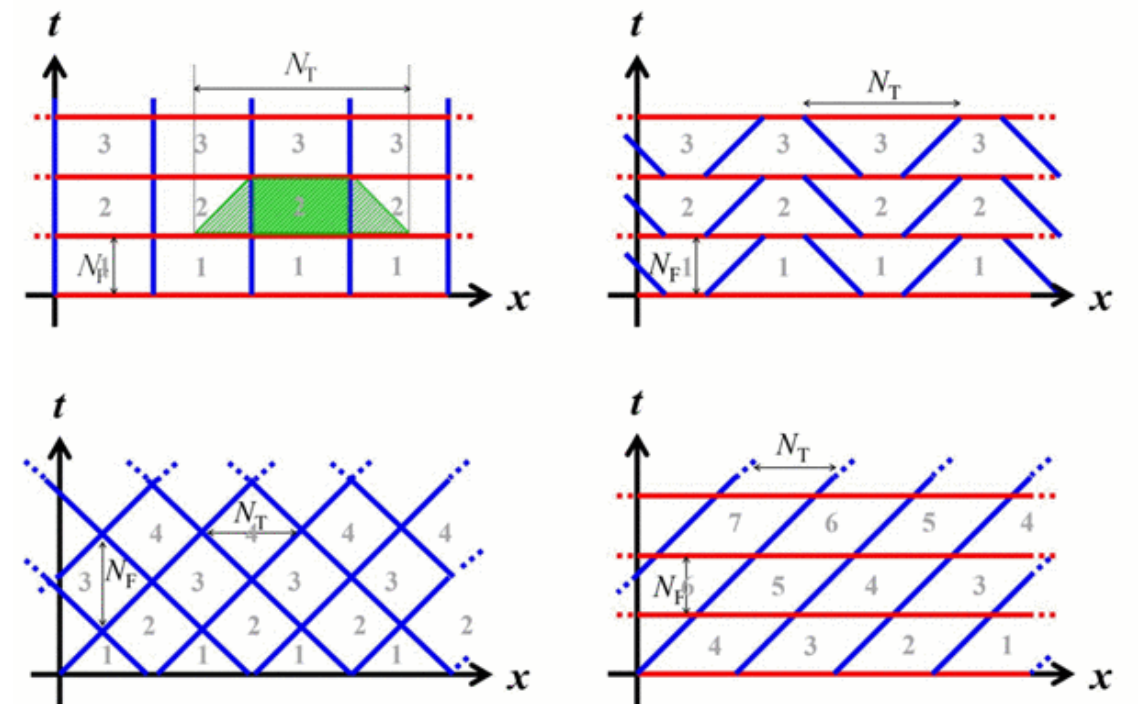 t
N_T
3 3 3 3
2 2 2 2
N_F 1 1 1 1
x
t
N_T
3 3 3 3
2 2 2 2
N_F 1 1 1 1
x
t
N_T
4 4 4 4
3 N_F 3 3 3
2 2 2 2
1 1 1 1
x
t
N_T
7 6 5 4
N_F 6 5 4 3
4 3 2 1
x